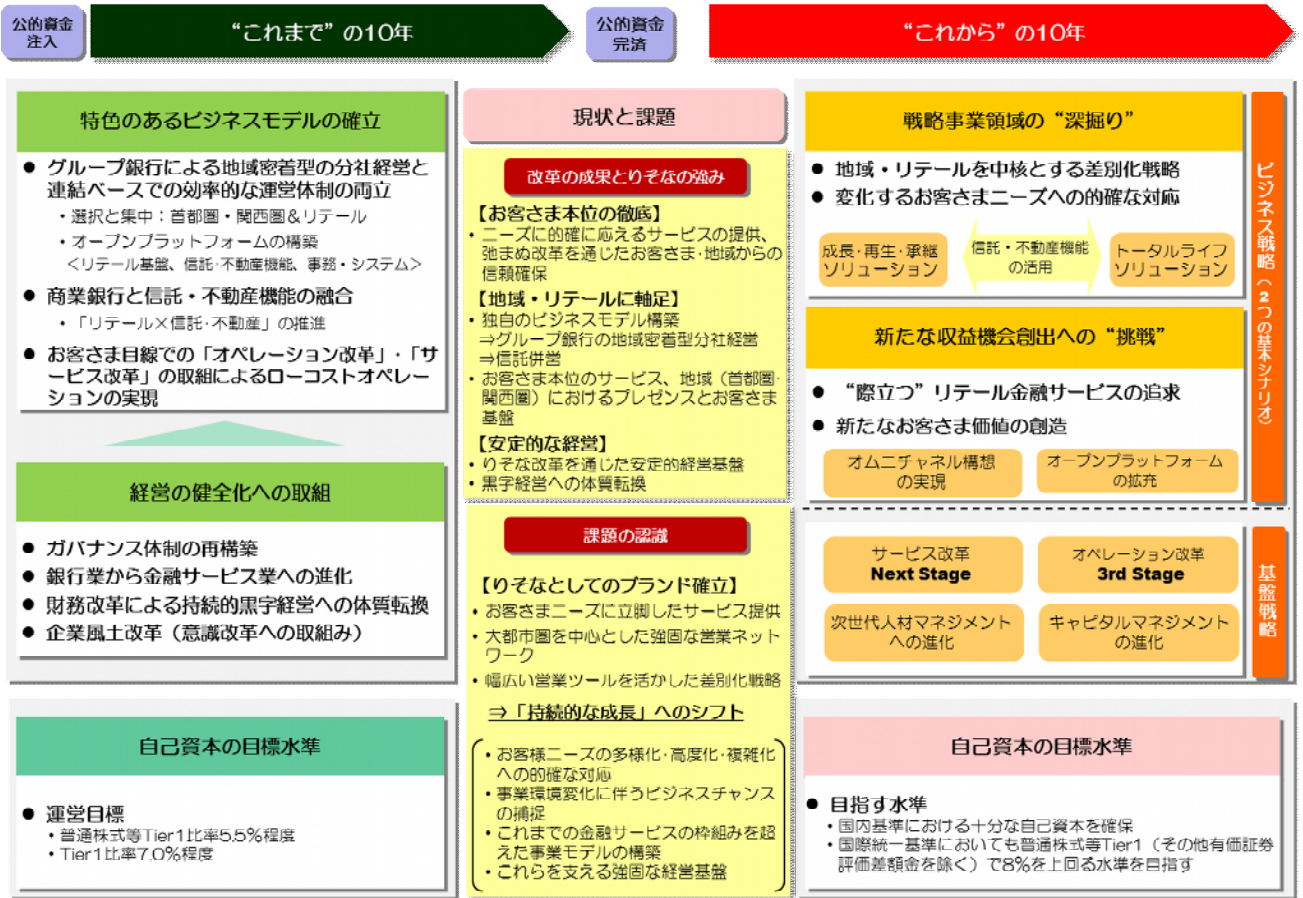 公的資金
注入
“これまで”の10年
公的資金
完済
“これから”の10年
特色のあるビジネスモデルの確立
● グループ銀行による地域密着型の分社経営と
連結ベースでの効率的な運営体制の両立
・選択と集中：首都圏・関西圏＆リテール
・オープンプラットフォームの構築
＜リテール基盤、信託・不動産機能、事務・システム＞
● 商業銀行と信託・不動産機能の融合
・「リテール×信託・不動産」の推進
● お客さま目線での「オペレーション改革」・「サ
ービス改革」の取組によるローコストオペレー
ションの実現
経営の健全化への取組
● ガバナンス体制の再構築
● 銀行業から金融サービス業への進化
● 財務改革による持続的黒字経営への体質転換
● 企業風土改革（意識改革への取組み）
自己資本の目標水準
● 運営目標
・普通株式等Tier1比率5.5%程度
・Tier1比率7.0%程度
現状と課題
改革の成果とりそなの強み
【お客さま本位の徹底】
・ニーズに的確に応えるサービスの提供、
弛まぬ改革を通じたお客さま・地域からの
信頼確保
【地域・リテールに軸足】
・独自のビジネスモデル構築
⇒グループ銀行の地域密着型分社経営
⇒信託併営
・お客さま本位のサービス、地域（首都圏・
関西圏）におけるプレゼンスとお客さま
基盤
【安定的な経営】
・りそな改革を通じた安定的経営基盤
・黒字経営への体質転換
課題の認識
【りそなとしてのブランド確立】
・お客さまニーズに立脚したサービス提供
・大都市圏を中心とした強固な営業ネット
ワーク
・幅広い営業ツールを活かした差別化戦略
⇒「持続的な成長」へのシフト
・お客様ニーズの多様化・高度化・複雑化
への的確な対応
・事業環境変化に伴うビジネスチャンス
の捕捉
・これまでの金融サービスの枠組みを超
えた事業モデルの構築
・これらを支える強固な経営基盤
戦略事業領域の“深掘り”
● 地域・リテールを中核とする差別化戦略
● 変化するお客さまニーズへの的確な対応
成長・再生・承継
ソリューション
信託・不動産機能
の活用
トータルライフ
ソリューション
新たな収益機会創出への“挑戦”
● “際立つ”リテール金融サービスの追求
● 新たなお客さま価値の創造
オムニチャネル構想
の実現
オープンプラットフォーム
の拡充
ビジネス戦略（2つの基本シナリオ）
サービス改革
Next Stage
オペレーション改革
3rd Stage
次世代人材マネジメント
への進化
キャピタルマネジメント
の進化
基盤戦略
自己資本の目標水準
● 目指す水準
・国内基準における十分な自己資本を確保
・国際統一基準においても普通株式等Tier1（その他有価証券
評価差額金を除く）で8%を上回る水準を目指す